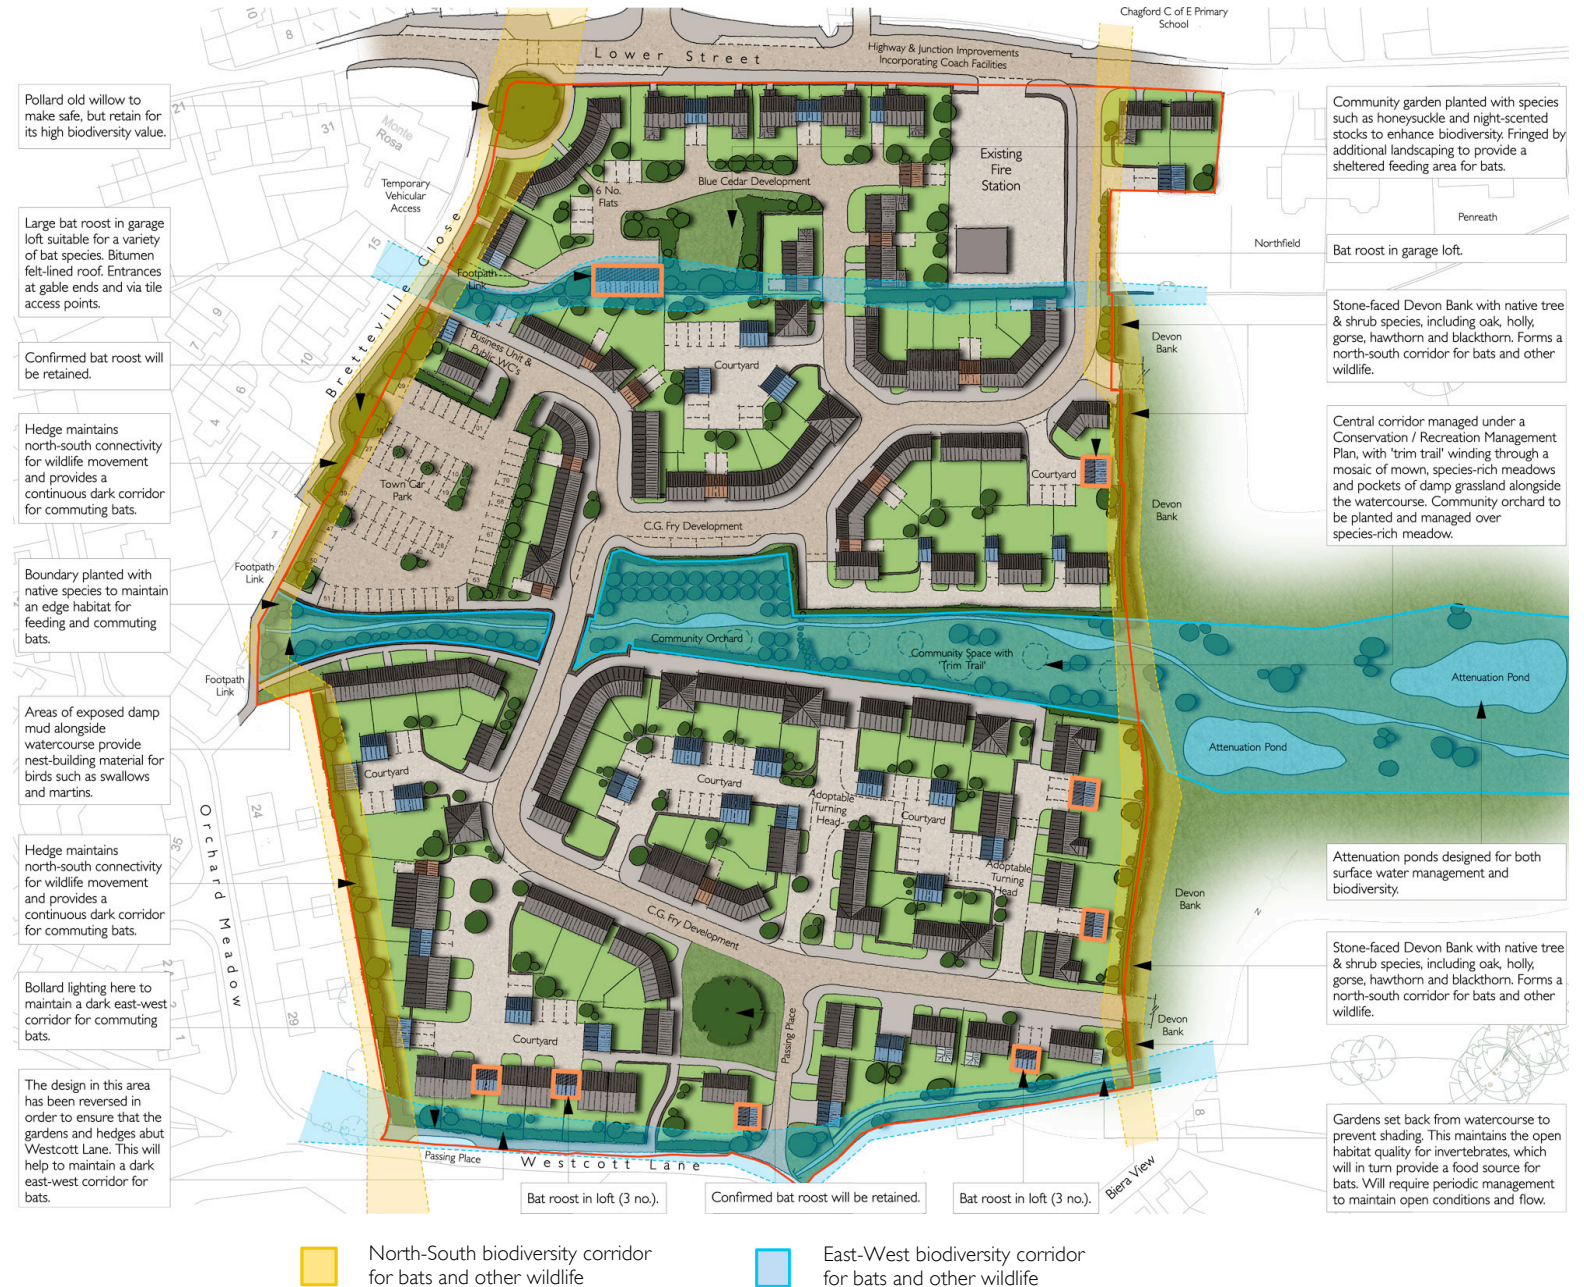 Chagford C of E Primary
School
Lower Street
Highway & Junction Improvements
Incorporating Coach Facilities
Pollard old willow to
make safe, but retain for
its high biodiversity value.
Large bat roost in garage
loft suitable for a variety
of bat species. Bitumen
felt-lined roof. Entrances
at gable ends and via tile
access points.
Confirmed bat roost will
be retained.
Hedge maintains
north-south connectivity
for wildlife movement
and provides a
continuous dark corridor
for commuting bats.
Boundary planted with
native species to maintain
an edge habitat for
feeding and commuting
bats.
Areas of exposed damp
mud alongside
watercourse provide
nest-building material for
birds such as swallows
and martins.
Hedge maintains
north-south connectivity
for wildlife movement
and provides a
continuous dark corridor
for commuting bats.
Bollard lighting here to
maintain a dark east-west
corridor for commuting
bats.
The design in this area
has been reversed in
order to ensure that the
gardens and hedges abut
Westcott Lane. This will
help to maintain a dark
east-west corridor for
bats.
10
8
21
31
Monte
Rosa
Temporary
Vehicular
Access
15
Bretteville Close
9
7
10
6
4
1
Footpath
Link
6 No.
Flats
Blue Cedar Development
Existing
Fire
Station
Footpath
Link
Business Unit &
Public WC's
Courtyard
Town Car
Park
C.G. Fry Development
Courtyard
Community Orchard
Community Space with
'Trim Trail'
Attenuation Pond
Attenuation Pond
Footpath
Link
Courtyard
Courtyard
Adoptable
Turning
Head
Courtyard
Adoptable
Turning
Head
C.G. Fry Development
Courtyard
Passing Place
Passing Place
Westcott Lane
Biera View
8
Orchard Meadow
24
35
29
1
Northfield
Penreath
Devon
Bank
Devon
Bank
Devon
Bank
Devon
Bank
Community garden planted with species
such as honeysuckle and night-scented
stocks to enhance biodiversity. Fringed by
additional landscaping to provide a
sheltered feeding area for bats.
Bat roost in garage loft.
Stone-faced Devon Bank with native tree
& shrub species, including oak, holly,
gorse, hawthorn and blackthorn. Forms a
north-south corridor for bats and other
wildlife.
Central corridor managed under a
Conservation / Recreation Management
Plan, with 'trim trail' winding through a
mosaic of mown, species-rich meadows
and pockets of damp grassland alongside
the watercourse. Community orchard to
be planted and managed over
species-rich meadow.
Attenuation ponds designed for both
surface water management and
biodiversity.
Stone-faced Devon Bank with native tree
& shrub species, including oak, holly,
gorse, hawthorn and blackthorn. Forms a
north-south corridor for bats and other
wildlife.
Gardens set back from watercourse to
prevent shading. This maintains the open
habitat quality for invertebrates, which
will in turn provide a food source for
bats. Will require periodic management
to maintain open conditions and flow.
Bat roost in loft (3 no.).
Confirmed bat roost will be retained.
Bat roost in loft (3 no.).
North-South biodiversity corridor
for bats and other wildlife
East-West biodiversity corridor
for bats and other wildlife